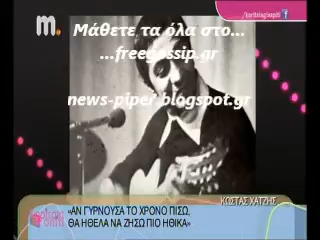 m.
f /koritsiagiaspiti
Μάθετε τα όλα στο...
...freegossip.gr
news-piper.blogspot.gr
ΚΩΣΤΑΣ ΧΑΤΖΗΣ
«ΑΝ ΓΥΡΝΟΥΣΑ ΤΟ ΧΡΟΝΟ ΠΙΣΩ,
ΘΑ ΗΘΕΛΑ ΝΑ ΖΗΣΩ ΠΙΟ ΗΘΙΚΑ»